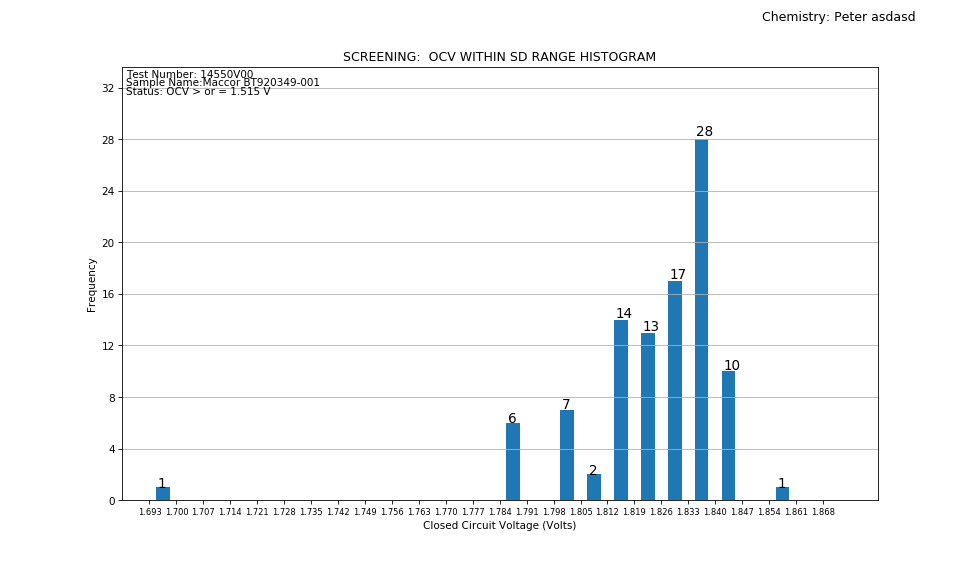 Chemistry: Peter asdasd
SCREENING:  OCV WITHIN SD RANGE HISTOGRAM
Test Number: 14550V00
Sample Name:Maccor BT920349-001
Status: OCV > or = 1.515 V
32
28
24
20
16
12
8
4
0
Frequency
1
6
7
2
14
13
17
28
10
1
1.693 1.700 1.707 1.714 1.721 1.728 1.735 1.742 1.749 1.756 1.763 1.770 1.777 1.784 1.791 1.798 1.805 1.812 1.819 1.826 1.833 1.840 1.847 1.854 1.861 1.868
Closed Circuit Voltage (Volts)